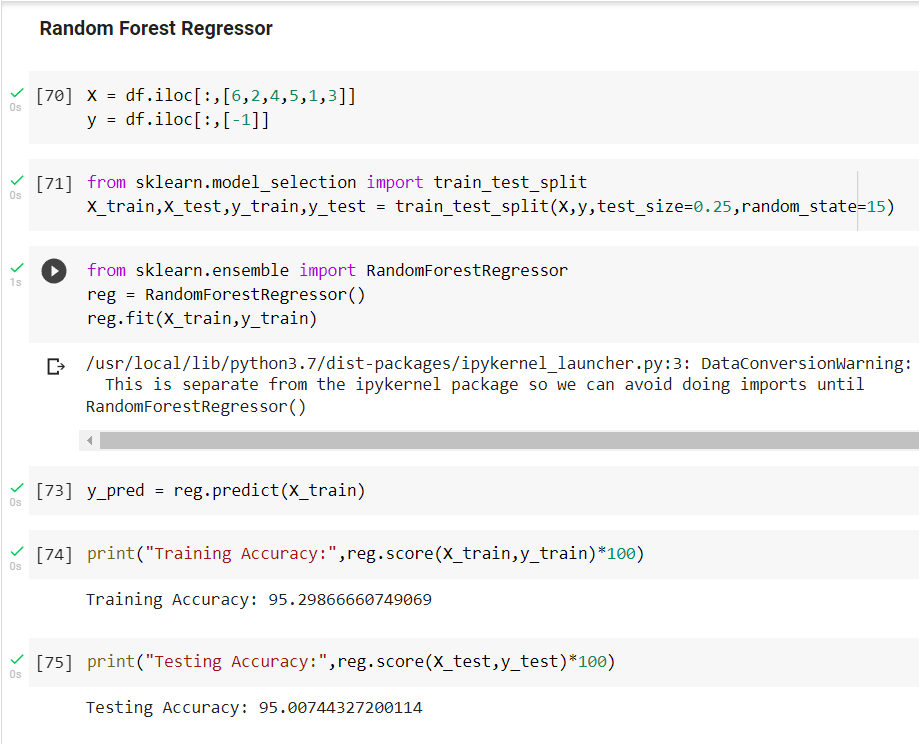 Random Forest Regressor
0s
[70] X = df.iloc[:,[6,2,4,5,1,3]]
y = df.iloc[:,[-1]]
0s
[71] from sklearn.model_selection import train_test_split
X_train,X_test,y_train,y_test = train_test_split(X,y,test_size=0.25,random_state=15)
1s
from sklearn.ensemble import RandomForestRegressor
reg = RandomForestRegressor()
reg.fit(X_train,y_train)
/usr/local/lib/python3.7/dist-packages/ipykernel_launcher.py:3: DataConversionWarning:
This is separate from the ipykernel package so we can avoid doing imports until
RandomForestRegressor()
0s
[73] y_pred = reg.predict(X_train)
0s
[74] print("Training Accuracy:",reg.score(X_train,y_train)*100)
Training Accuracy: 95.29866660749069
0s
[75] print("Testing Accuracy:",reg.score(X_test,y_test)*100)
Testing Accuracy: 95.00744327200114